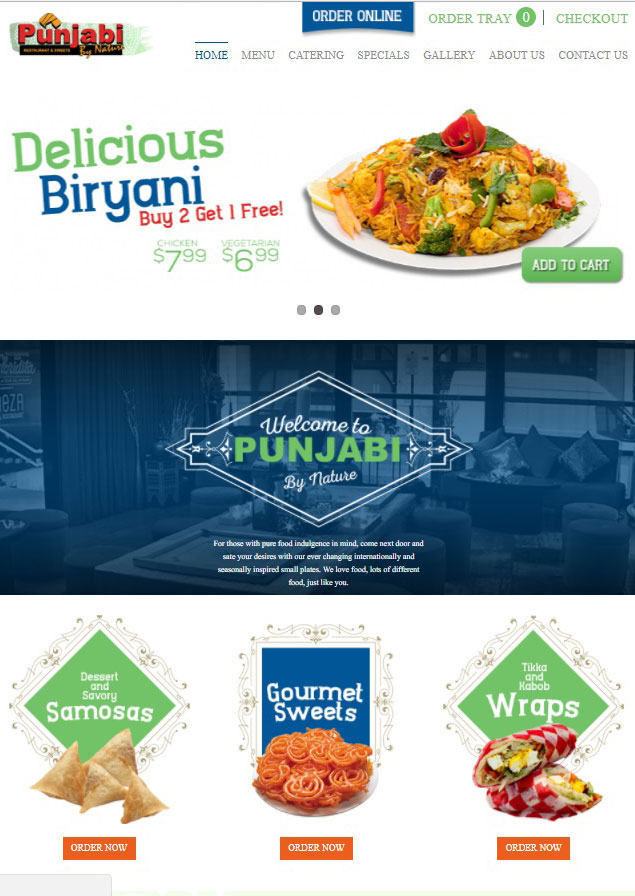 ORDER ONLINE
ORDER TRAY 0 | CHECKOUT
Punjabi
By Nature
RESTAURANT & SWEETS
HOME MENU CATERING SPECIALS GALLERY ABOUT US CONTACT US
Delicious
Biryani
Buy 2 Get 1 Free!
CHICKEN VEGETARIAN
$7.99 $6.99
ADD TO CART
Welcome to
PUNJABI
By Nature
For those with pure food indulgence in mind, come next door and
sate your desires with our ever changing internationally and
seasonally inspired small plates. We love food, lots of different
food, just like you.
Dessert
and
Savory
Samosas
Gourmet
Sweets
Tikka
and
Kabob
Wraps
ORDER NOW
ORDER NOW
ORDER NOW